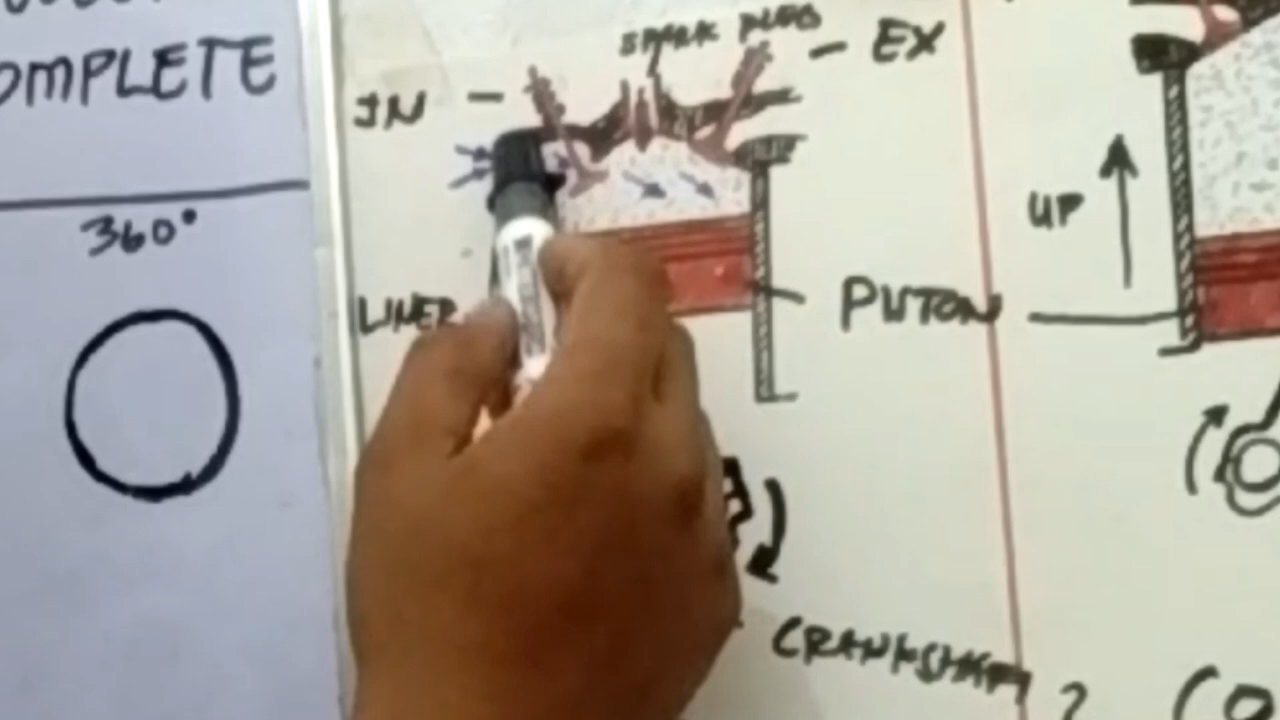 OMPLETE
360°
SPARK PLUG
IN - - EX
LINER
PISTON
UP
CRANKSHAFT